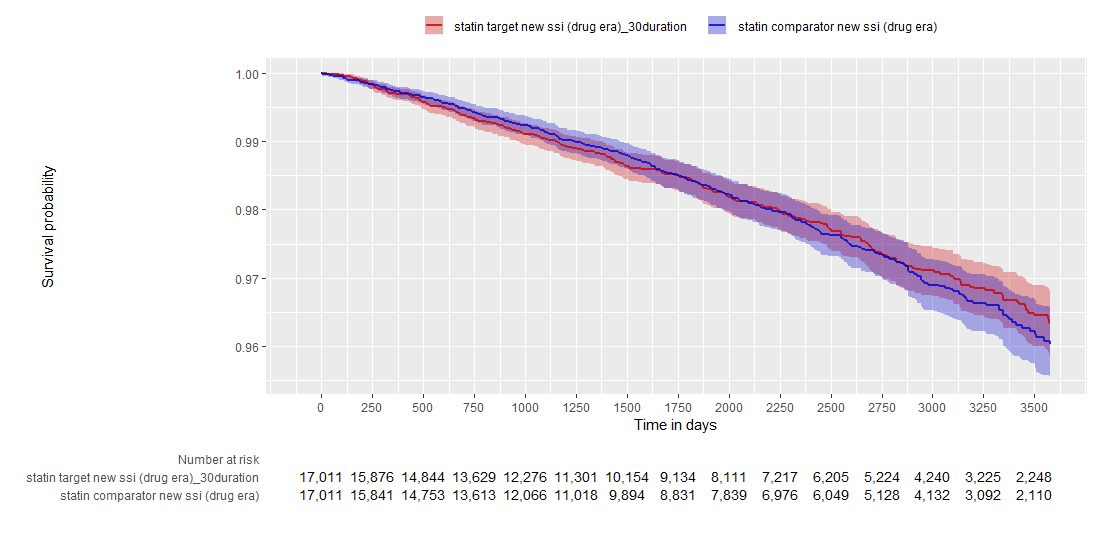 statin target new ssi (drug era)_30duration statin comparator new ssi (drug era)
Survival probability
1.00
0.99
0.98
0.97
0.96
0 250 500 750 1000 1250 1500 1750 2000 2250 2500 2750 3000 3250 3500
Time in days
Number at risk
statin target new ssi (drug era)_30duration 17,011 15,876 14,844 13,629 12,276 11,301 10,154 9,134 8,111 7,217 6,205 5,224 4,240 3,225 2,248
statin comparator new ssi (drug era) 17,011 15,841 14,753 13,613 12,066 11,018 9,894 8,831 7,839 6,976 6,049 5,128 4,132 3,092 2,110